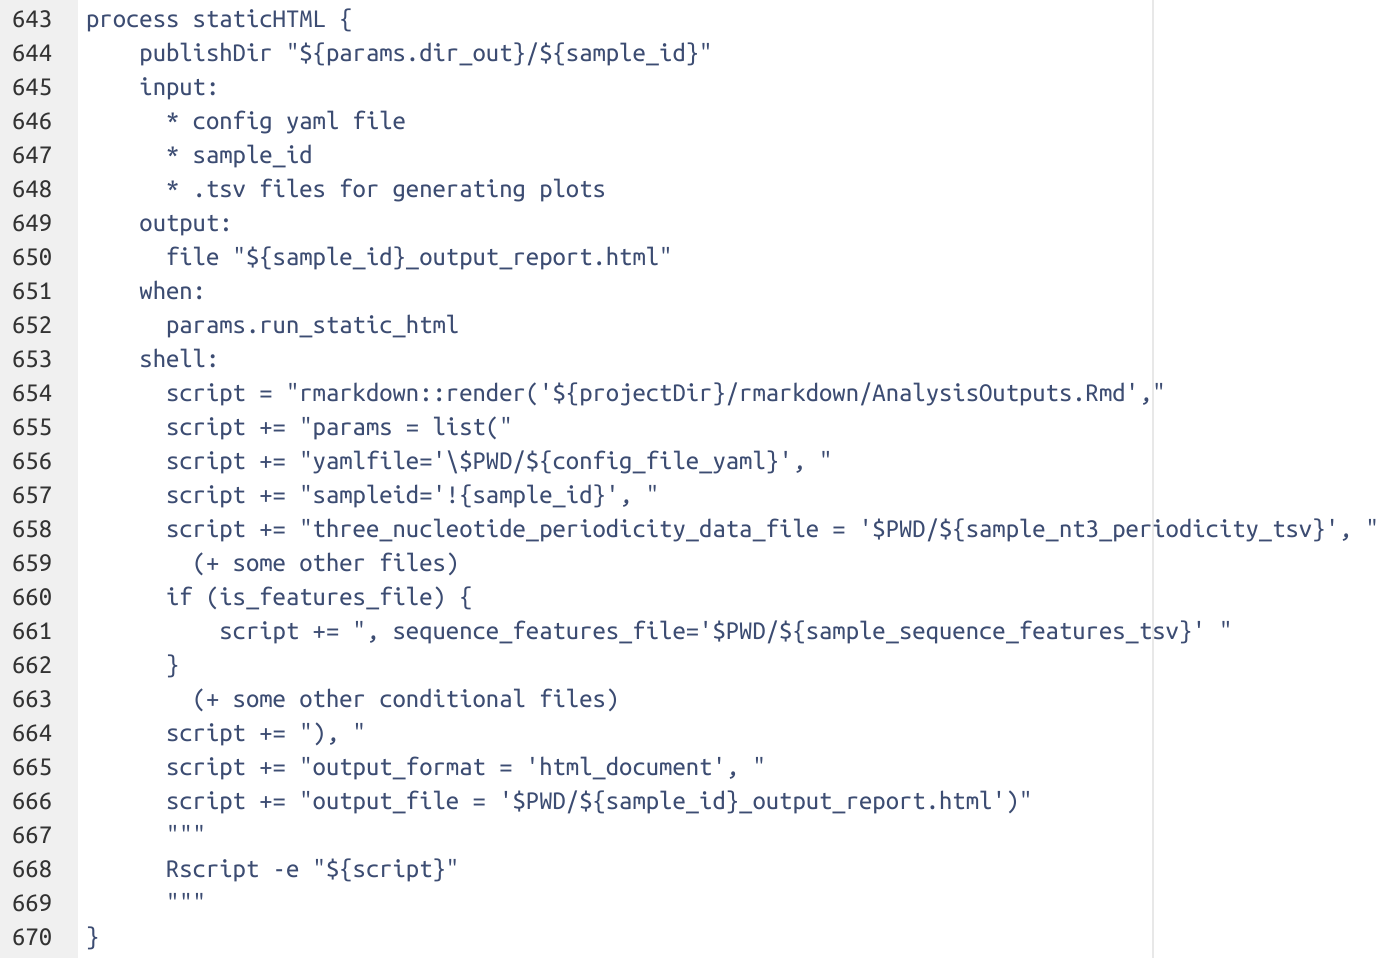 643 process staticHTML {
644     publishDir "${params.dir_out}/${sample_id}"
645     input:
646       * config yaml file
647       * sample_id
648       * .tsv files for generating plots
649     output:
650       file "${sample_id}_output_report.html"
651     when:
652       params.run_static_html
653     shell:
654       script = "rmarkdown::render('${projectDir}/rmarkdown/AnalysisOutputs.Rmd',"
655       script += "params = list("
656       script += "yamlfile='\$PWD/${config_file_yaml}', "
657       script += "sampleid='!{sample_id}', "
658       script += "three_nucleotide_periodicity_data_file = '$PWD/${sample_nt3_periodicity_tsv}', "
659         (+ some other files)
660       if (is_features_file) {
661           script += ", sequence_features_file='$PWD/${sample_sequence_features_tsv}' "
662       }
663         (+ some other conditional files)
664       script += "), "
665       script += "output_format = 'html_document', "
666       script += "output_file = '$PWD/${sample_id}_output_report.html')"
667       """
668       Rscript -e "${script}"
669       """
670 }